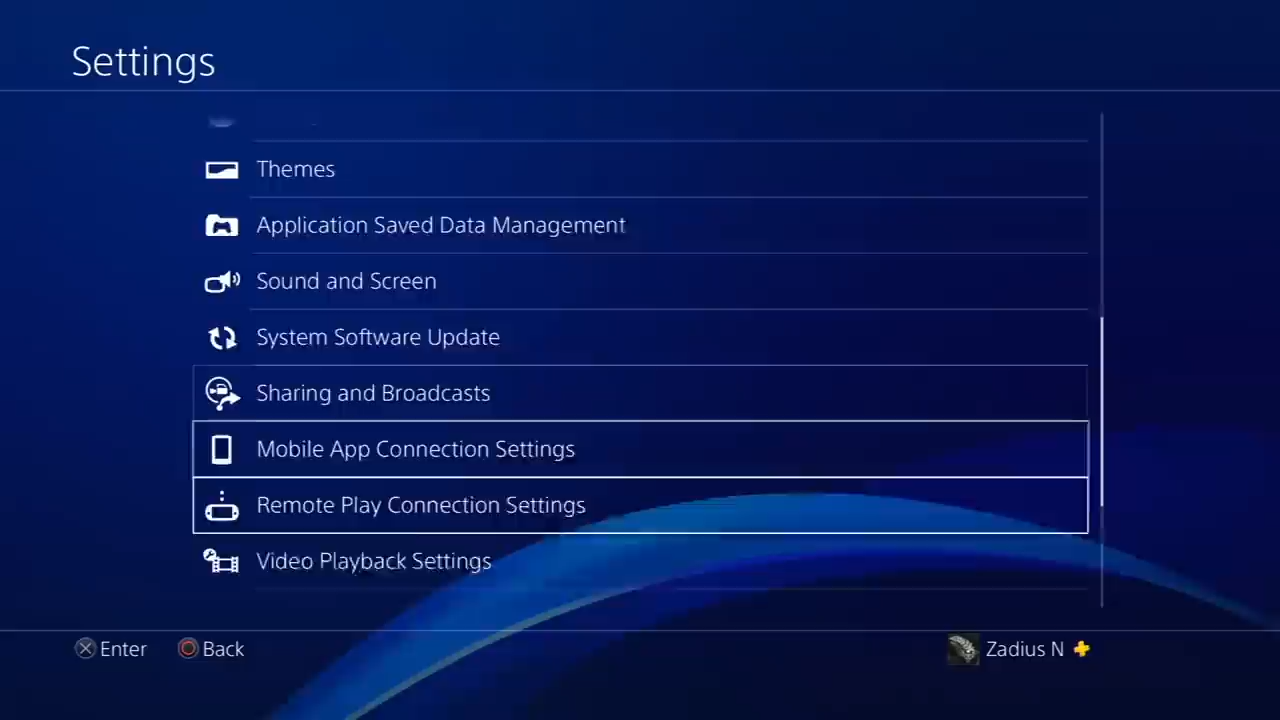 Settings
Themes
Application Saved Data Management
Sound and Screen
System Software Update
Sharing and Broadcasts
Mobile App Connection Settings
Remote Play Connection Settings
Video Playback Settings
Enter
Back
Zadius N